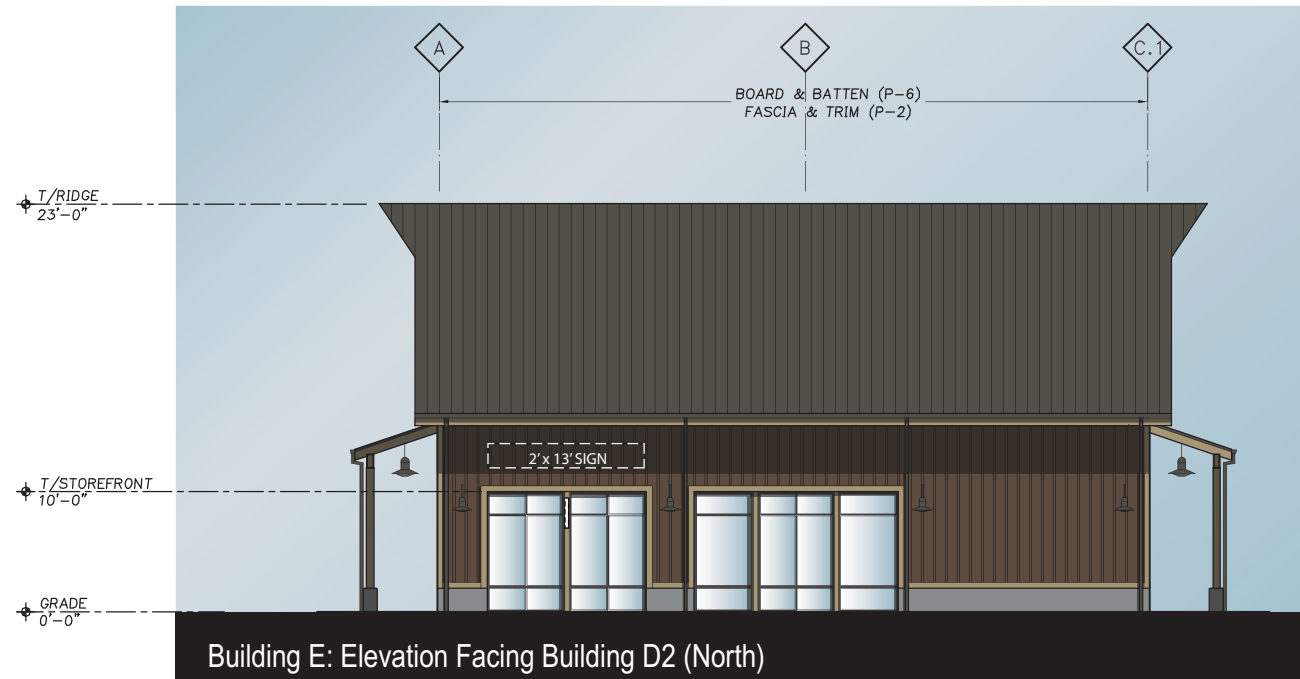 A
B
C.1
BOARD & BATTEN (P-6)
FASCIA & TRIM (P-2)
T/RIDGE
23'-0"
2' x 13' SIGN
T/STOREFRONT
10'-0"
GRADE
0'-0"
Building E: Elevation Facing Building D2 (North)